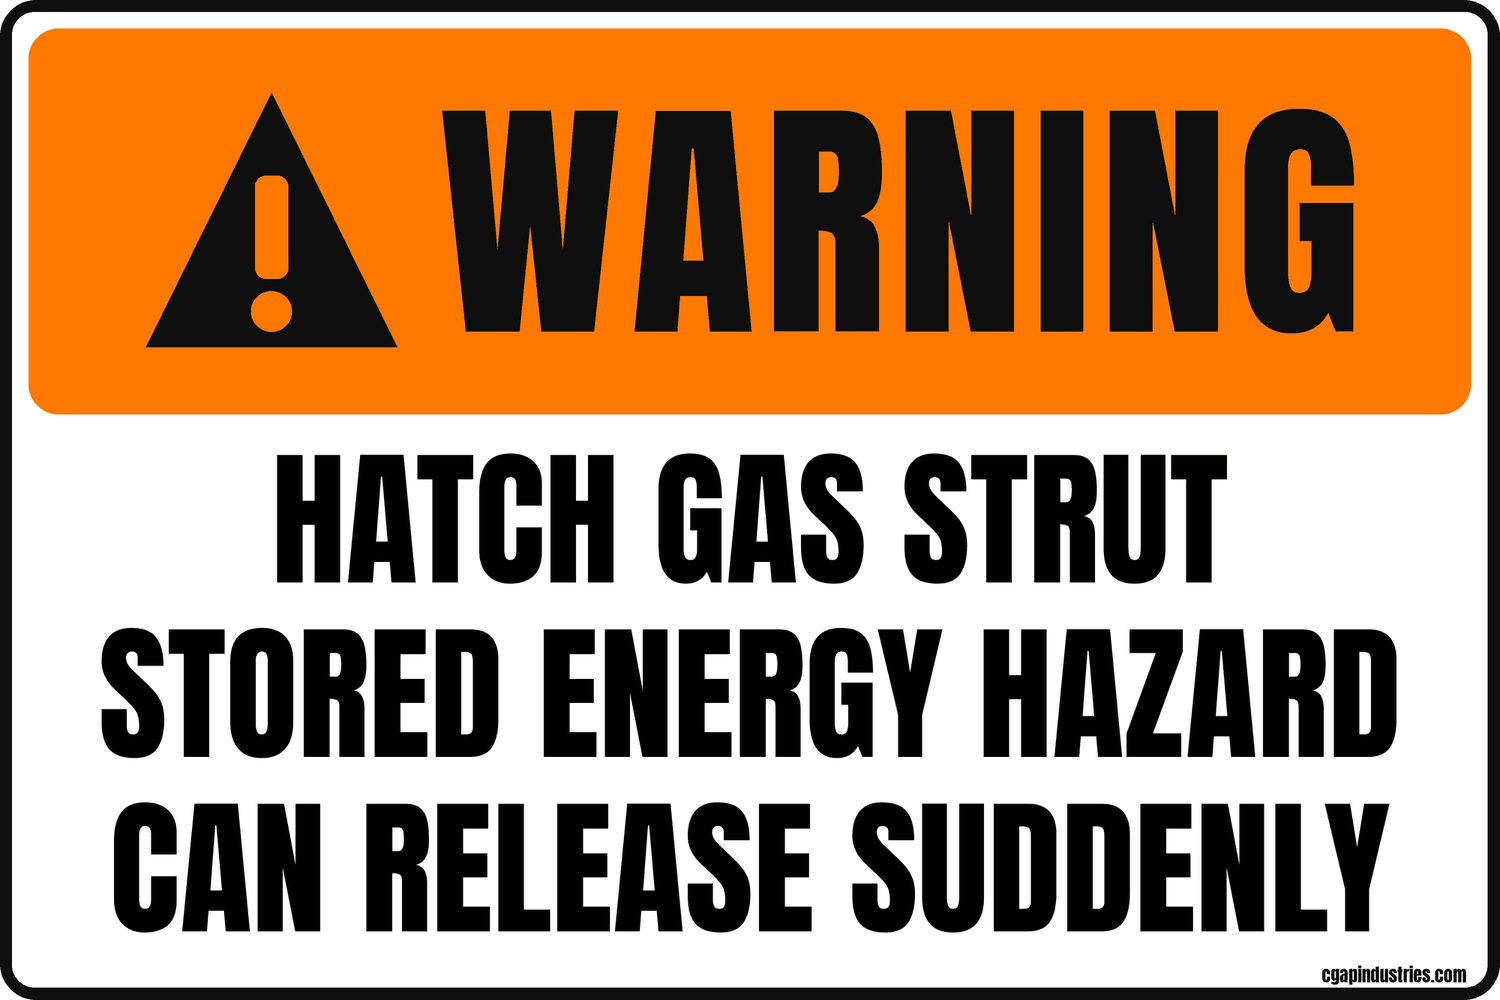 WARNING
HATCH GAS STRUT
STORED ENERGY HAZARD
CAN RELEASE SUDDENLY
cgapindustries.com